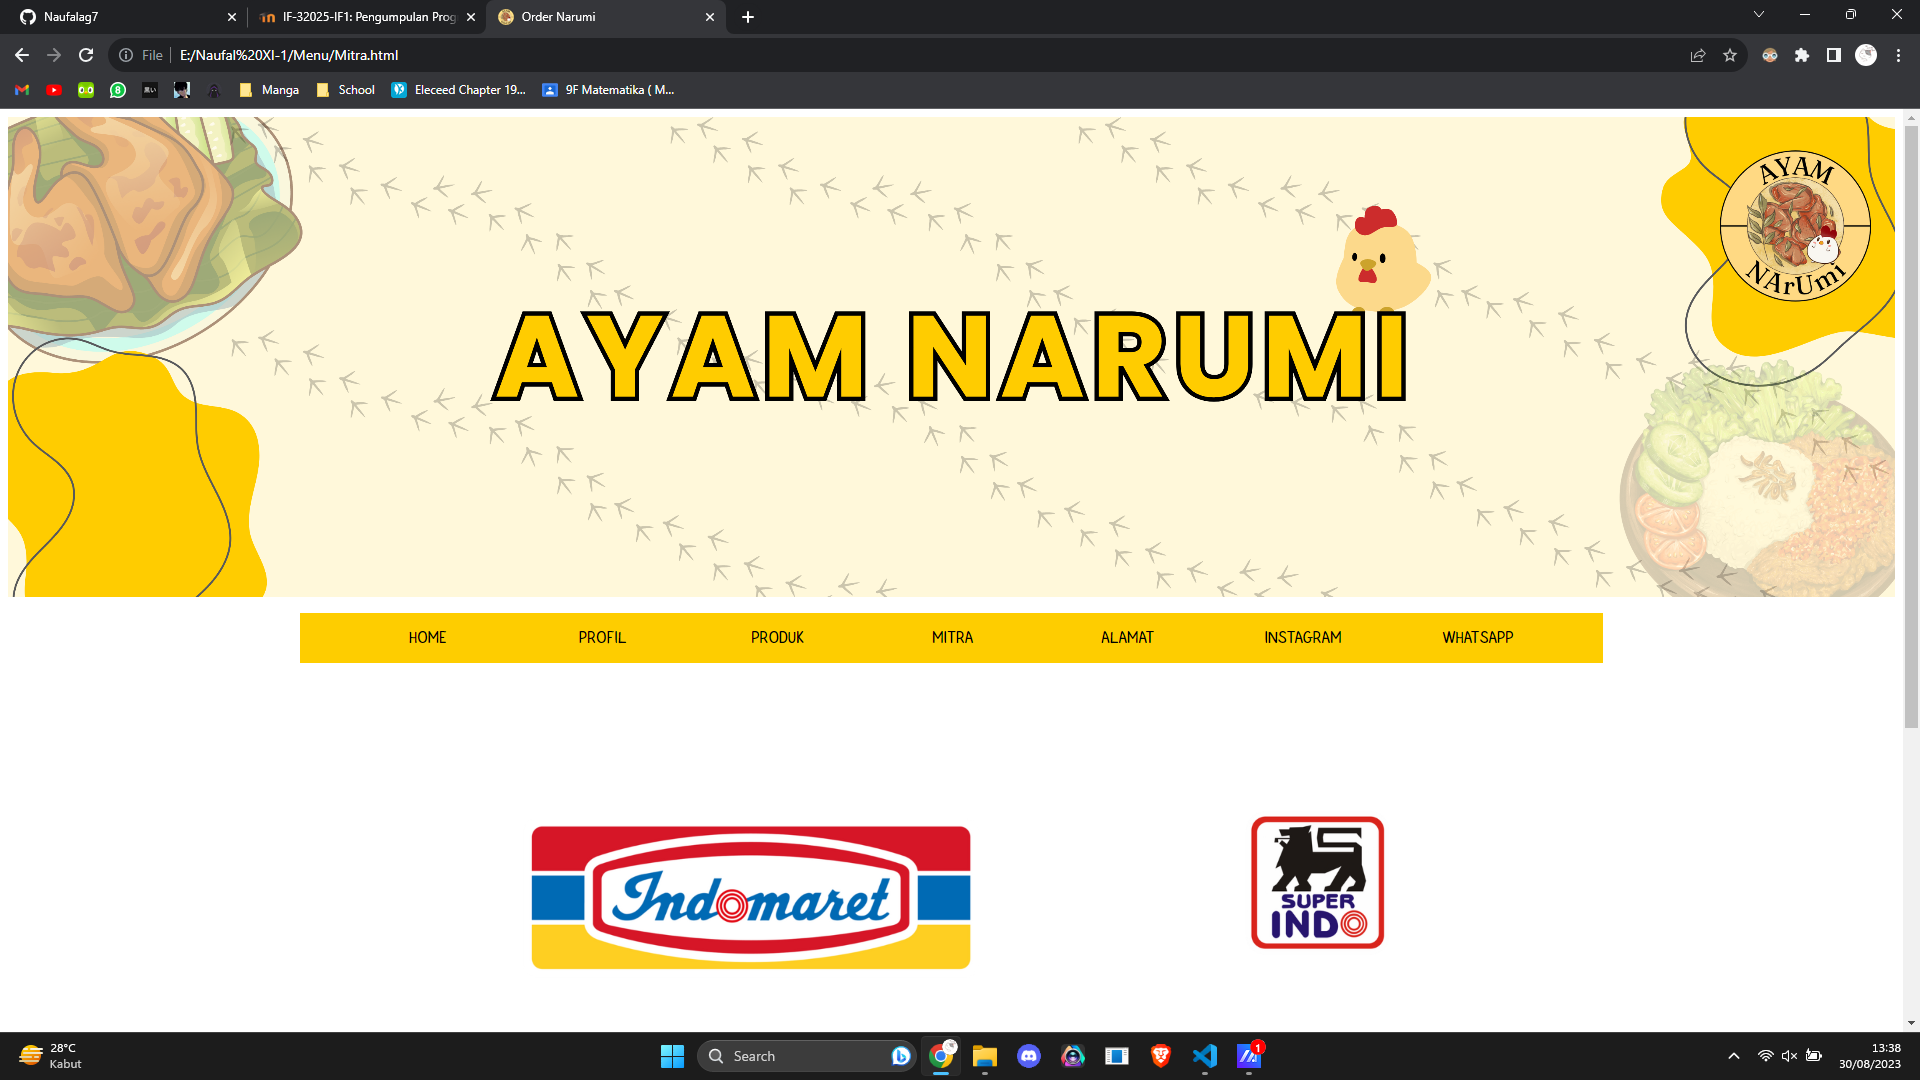 Naufalag7
IF-32025-IF1: Pengumpulan Prog
Order Narumi
File
E:/Naufal%20XI-1/Menu/Mitra.html
Manga
School
Eleceed Chapter 19...
9F Matematika ( M...
AYAM
NArUmi
AYAM NARUMI
HOME
PROFIL
PRODUK
MITRA
ALAMAT
INSTAGRAM
WHATSAPP
Indomaret
SUPER
INDO
28°C
Kabut
Search
1
13:38
30/08/2023